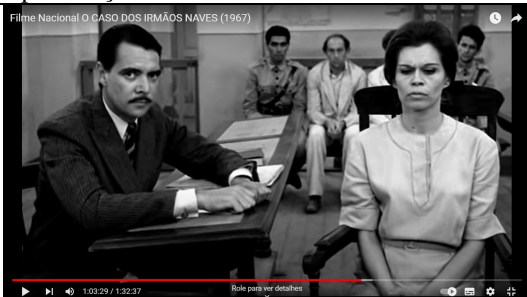 Filme Nacional O CASO DOS IRMÃOS NAVES (1967)
1:03:29 / 1:32:37
Role para ver detalhes